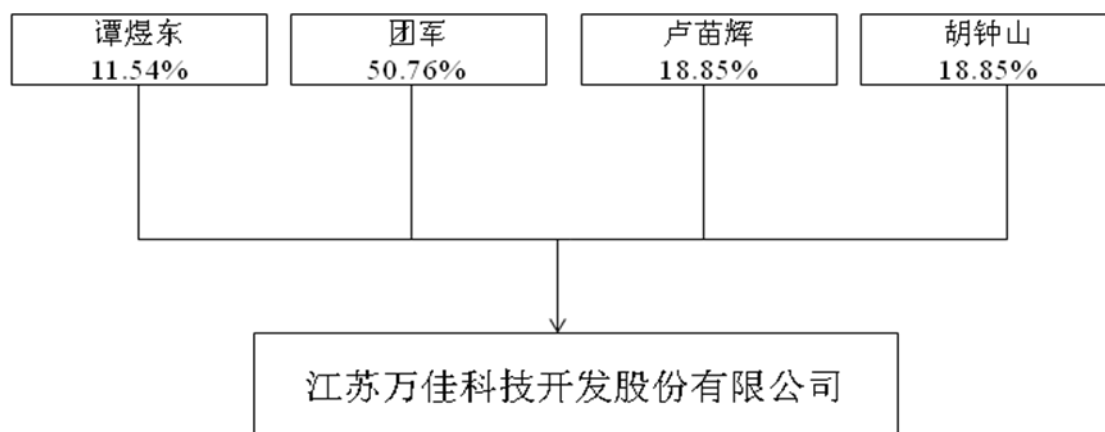 谭煜东
11.54%
团军
50.76%
卢苗辉
18.85%
胡钟山
18.85%
江苏万佳科技开发股份有限公司